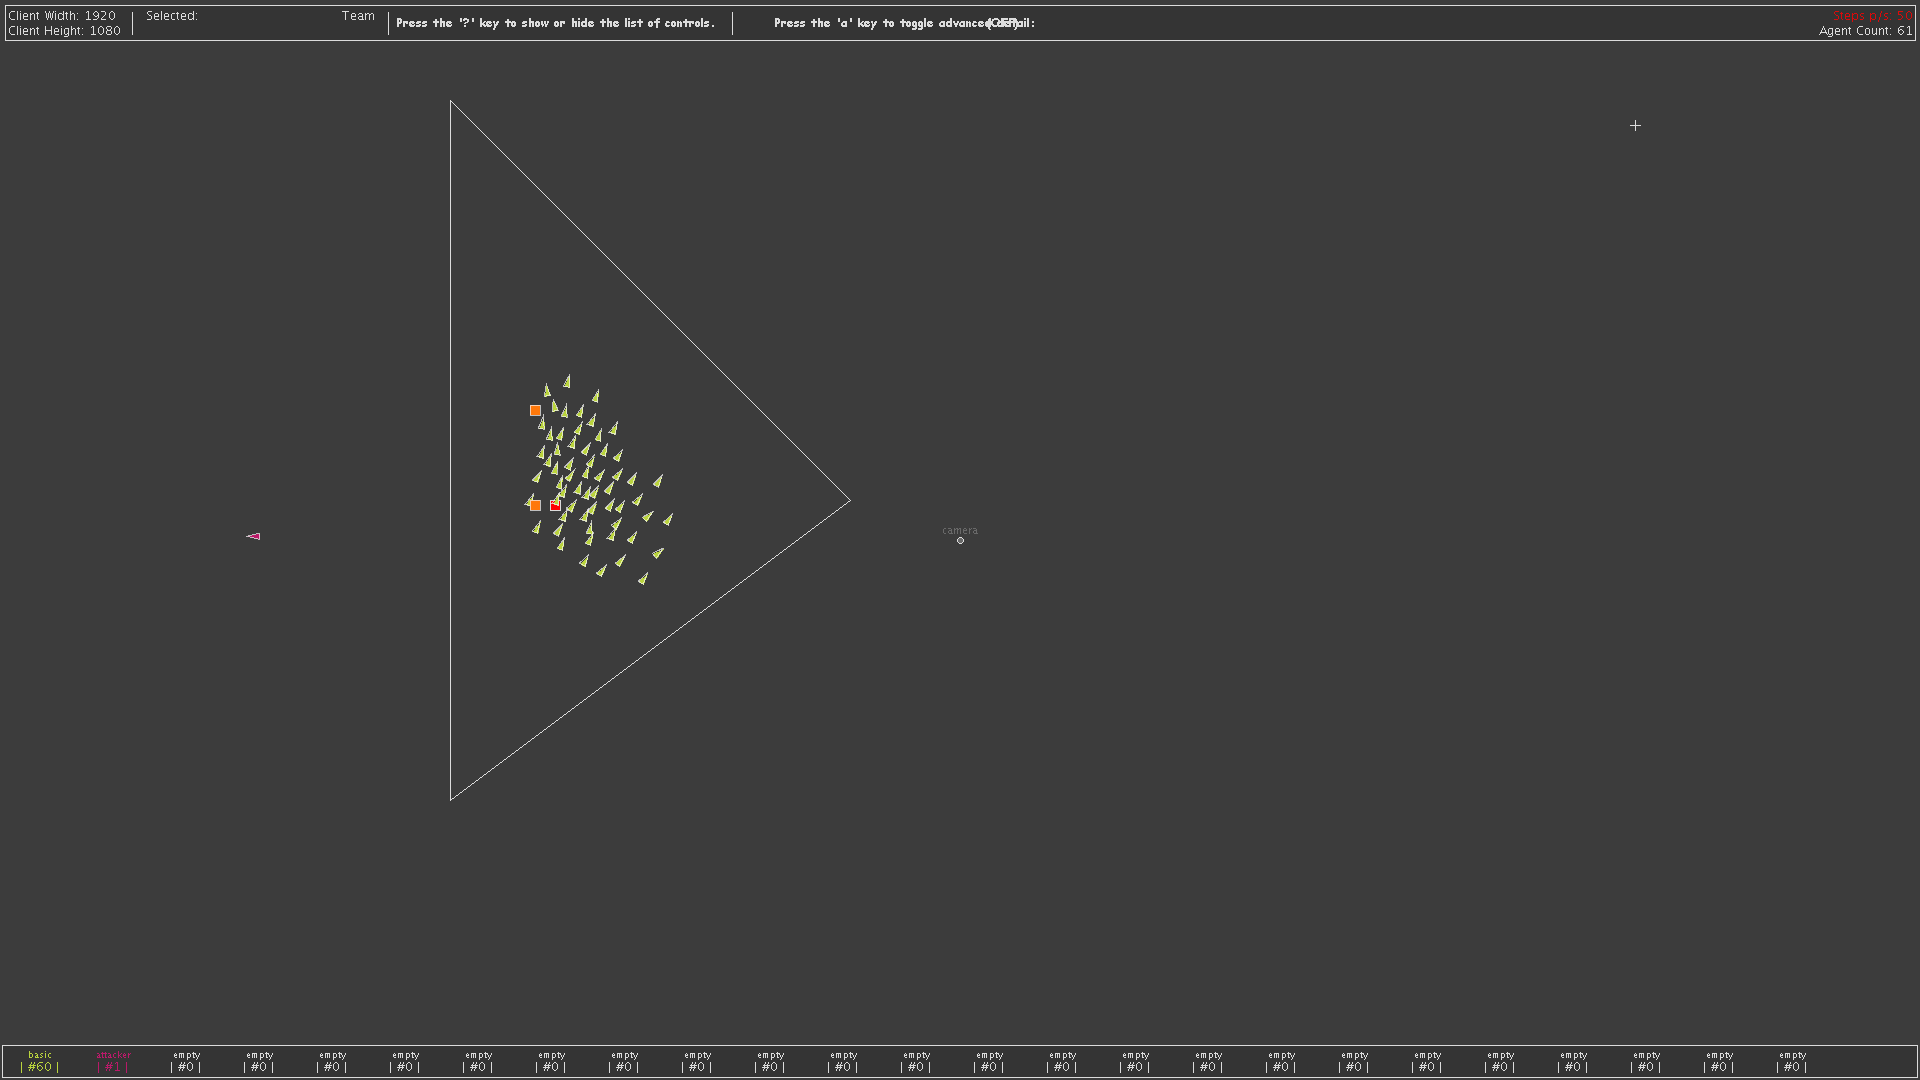 Client Width: 1920
Client Height: 1080
Selected:
Team
Press the '?' key to show or hide the list of controls.
Press the 'a' key to toggle advanced detail:
(OFF)
Steps p/s: 50
Agent Count: 61
camera
basic attacker empty empty empty empty empty empty empty empty empty empty empty empty empty empty empty empty empty empty empty empty empty empty empty
| #60 | | #1 | | #0 | | #0 | | #0 | | #0 | | #0 | | #0 | | #0 | | #0 | | #0 | | #0 | | #0 | | #0 | | #0 | | #0 | | #0 | | #0 | | #0 | | #0 | | #0 | | #0 | | #0 | | #0 | | #0 |